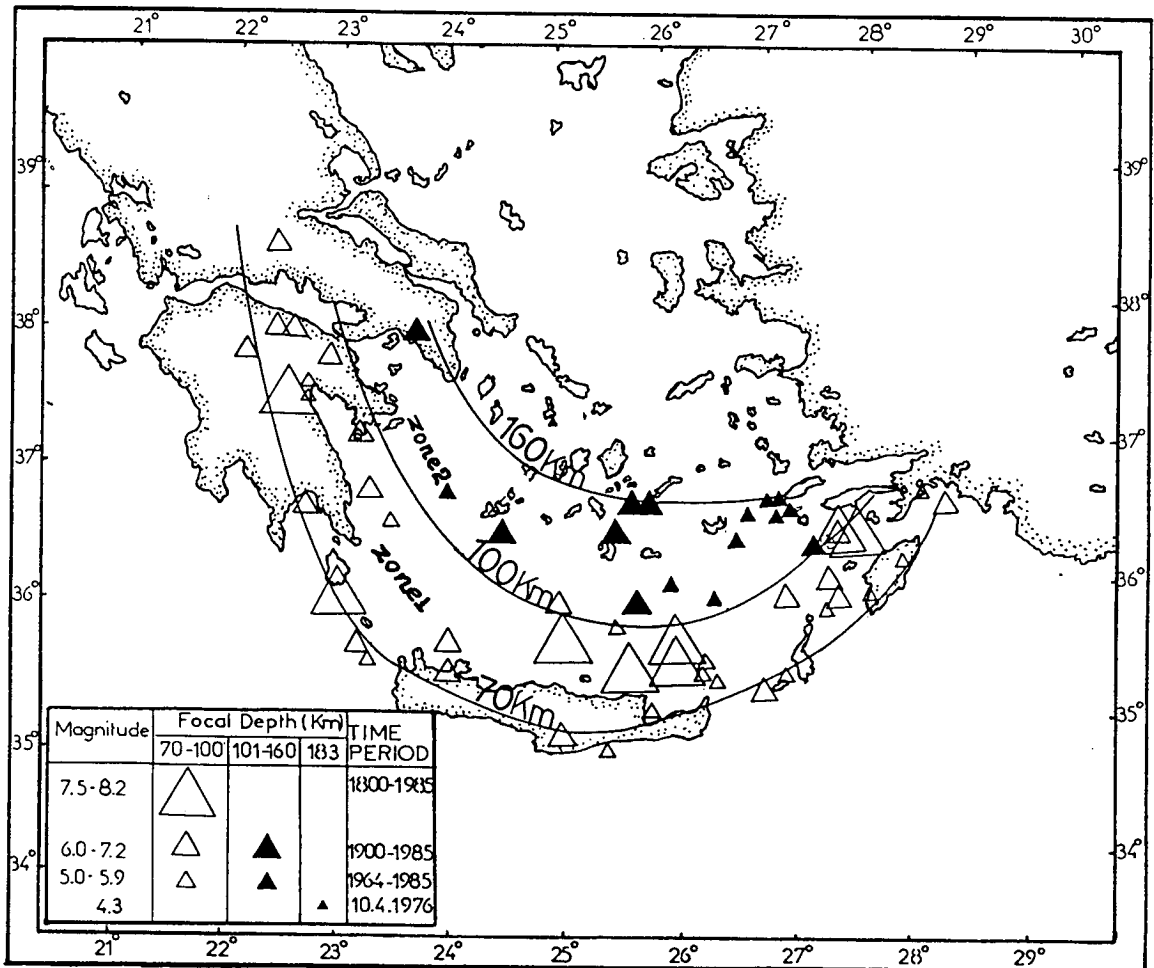 21° 22° 23° 24° 25° 26° 27° 28° 29° 30°
39° 39°
38° 38°
37° 37°
36° 36°
35° 35°
34° 34°
160Km
Zone2
100Km
Zone1
70Km
Magnitude Focal Depth (Km) TIME PERIOD
70-100 101-160 183
7.5-8.2 1800-1985
6.0-7.2 1900-1985
5.0-5.9 1964-1985
4.3 10.4.1976
21° 22° 23° 24° 25° 26° 27° 28° 29°